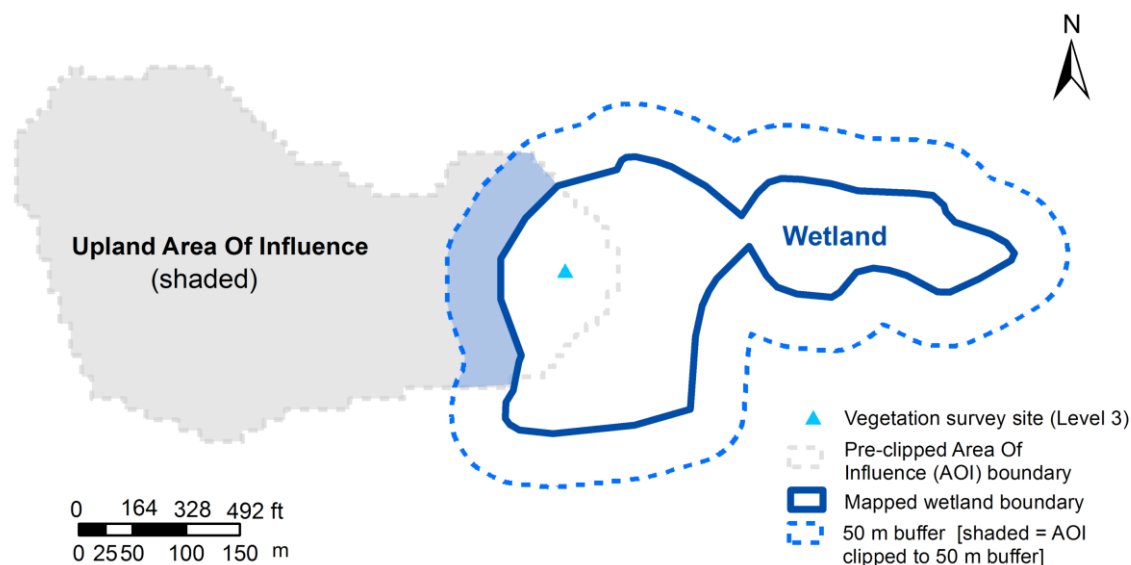 N
Upland Area Of Influence
(shaded)
Wetland
Vegetation survey site (Level 3)
Pre-clipped Area Of
Influence (AOI) boundary
Mapped wetland boundary
50 m buffer [shaded = AOI
clipped to 50 m buffer]
0 164 328 492 ft
0 25 50 100 150 m